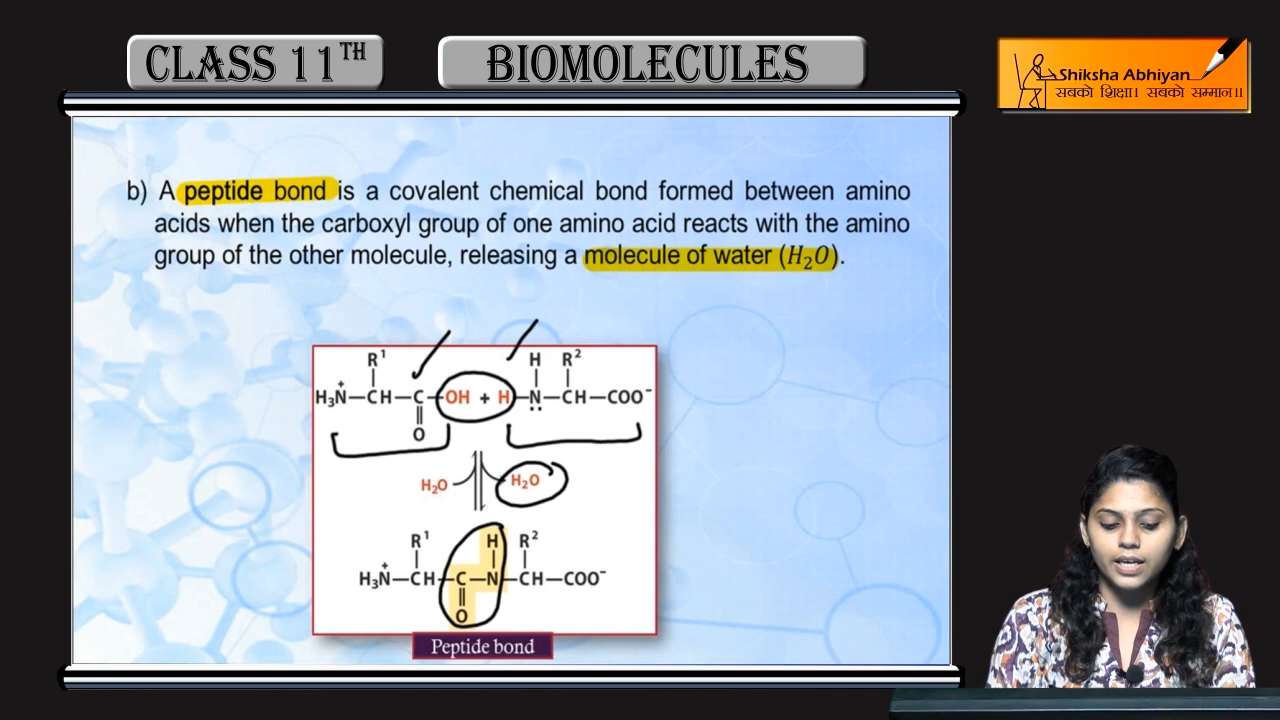 CLASS 11TH
BIOMOLECULES
Shiksha Abhiyan
सबको शिक्षा। सबको सम्मान।।
b) A peptide bond is a covalent chemical bond formed between amino
acids when the carboxyl group of one amino acid reacts with the amino
group of the other molecule, releasing a molecule of water (H₂O).
R¹ H R²
H₃N⁺—CH—C—OH + H—N̤—CH—COO⁻
O
H₂O H₂O
R¹ H R²
H₃N⁺—CH—C—N—CH—COO⁻
O
Peptide bond